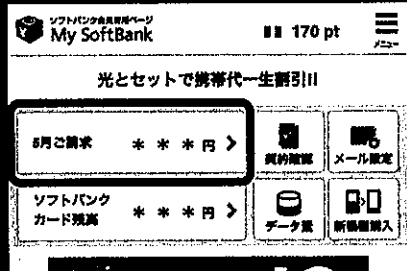 ソフトバンク会員専用ページ
My SoftBank
170 pt
メニュー
光とセットで携帯代一生割引!!
5月ご請求
***円 >
契約確認
メール設定
ソフトバンク
カード残高
***円 >
データ量
新機種購入